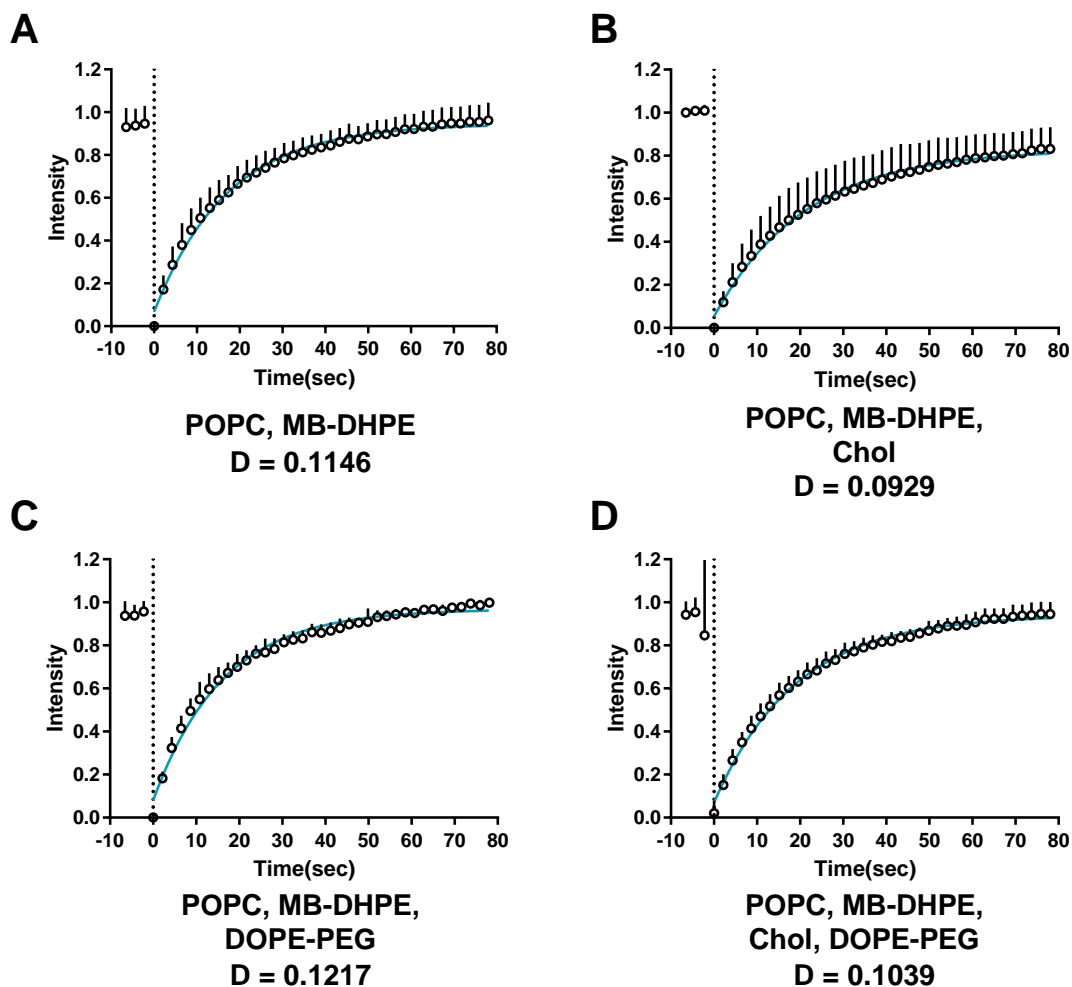 A
1.2
1.0
0.8
0.6
0.4
0.2
0.0
Intensity
-10 0 10 20 30 40 50 60 70 80
Time(sec)
POPC, MB-DHPE
D = 0.1146
B
1.2
1.0
0.8
0.6
0.4
0.2
0.0
Intensity
-10 0 10 20 30 40 50 60 70 80
Time(sec)
POPC, MB-DHPE,
Chol
D = 0.0929
C
1.2
1.0
0.8
0.6
0.4
0.2
0.0
Intensity
-10 0 10 20 30 40 50 60 70 80
Time(sec)
POPC, MB-DHPE,
DOPE-PEG
D = 0.1217
D
1.2
1.0
0.8
0.6
0.4
0.2
0.0
Intensity
-10 0 10 20 30 40 50 60 70 80
Time(sec)
POPC, MB-DHPE,
Chol, DOPE-PEG
D = 0.1039